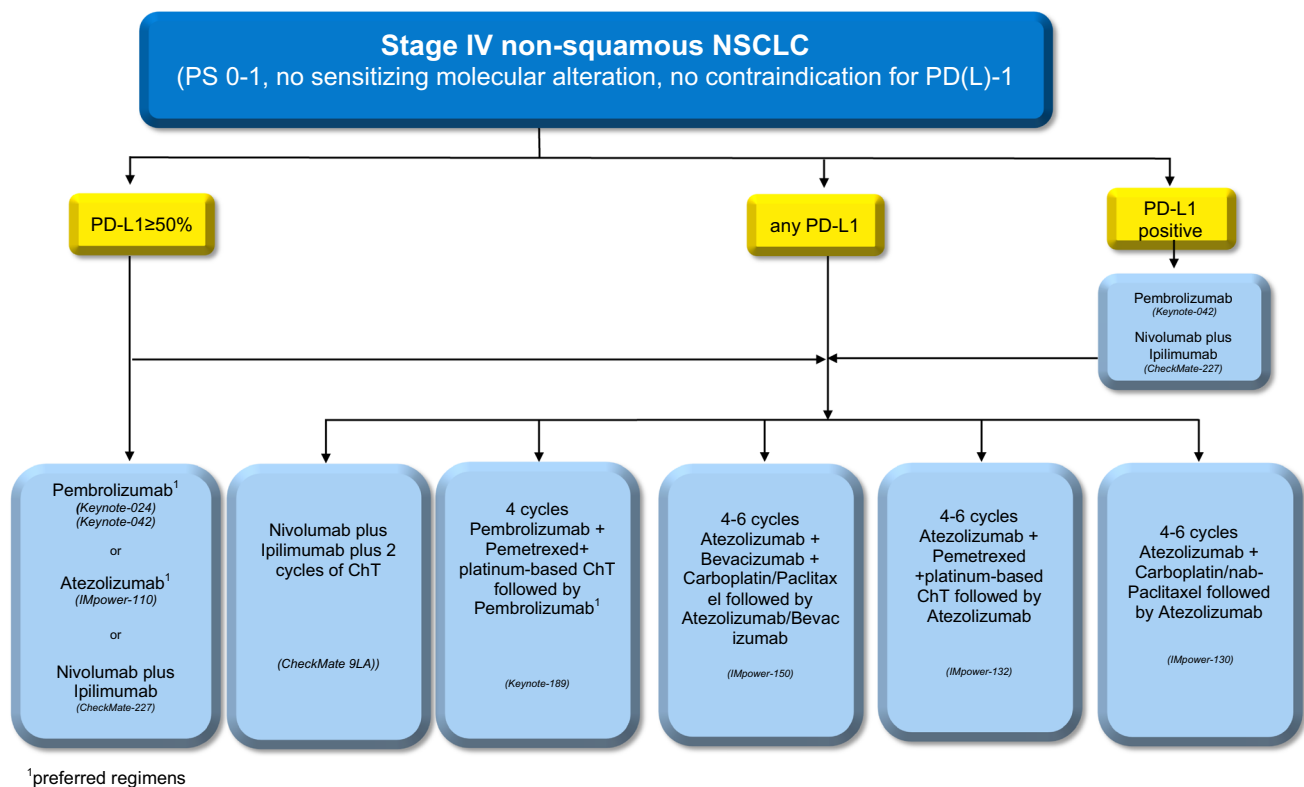 Stage IV non-squamous NSCLC
(PS 0-1, no sensitizing molecular alteration, no contraindication for PD(L)-1
PD-L1≥50%
any PD-L1
PD-L1
positive
Pembrolizumab
(Keynote-042)
Nivolumab plus
Ipilimumab
(CheckMate-227)
Pembrolizumab¹
(Keynote-024)
(Keynote-042)
or
Atezolizumab¹
(IMpower-110)
or
Nivolumab plus
Ipilimumab
(CheckMate-227)
Nivolumab plus
Ipilimumab plus 2
cycles of ChT
(CheckMate 9LA))
4 cycles
Pembrolizumab +
Pemetrexed+
platinum-based ChT
followed by
Pembrolizumab¹
(Keynote-189)
4-6 cycles
Atezolizumab +
Bevacizumab +
Carboplatin/Paclitax
el followed by
Atezolizumab/Bevac
izumab
(IMpower-150)
4-6 cycles
Atezolizumab +
Pemetrexed
+platinum-based
ChT followed by
Atezolizumab
(IMpower-132)
4-6 cycles
Atezolizumab +
Carboplatin/nab-
Paclitaxel followed
by Atezolizumab
(IMpower-130)
¹preferred regimens